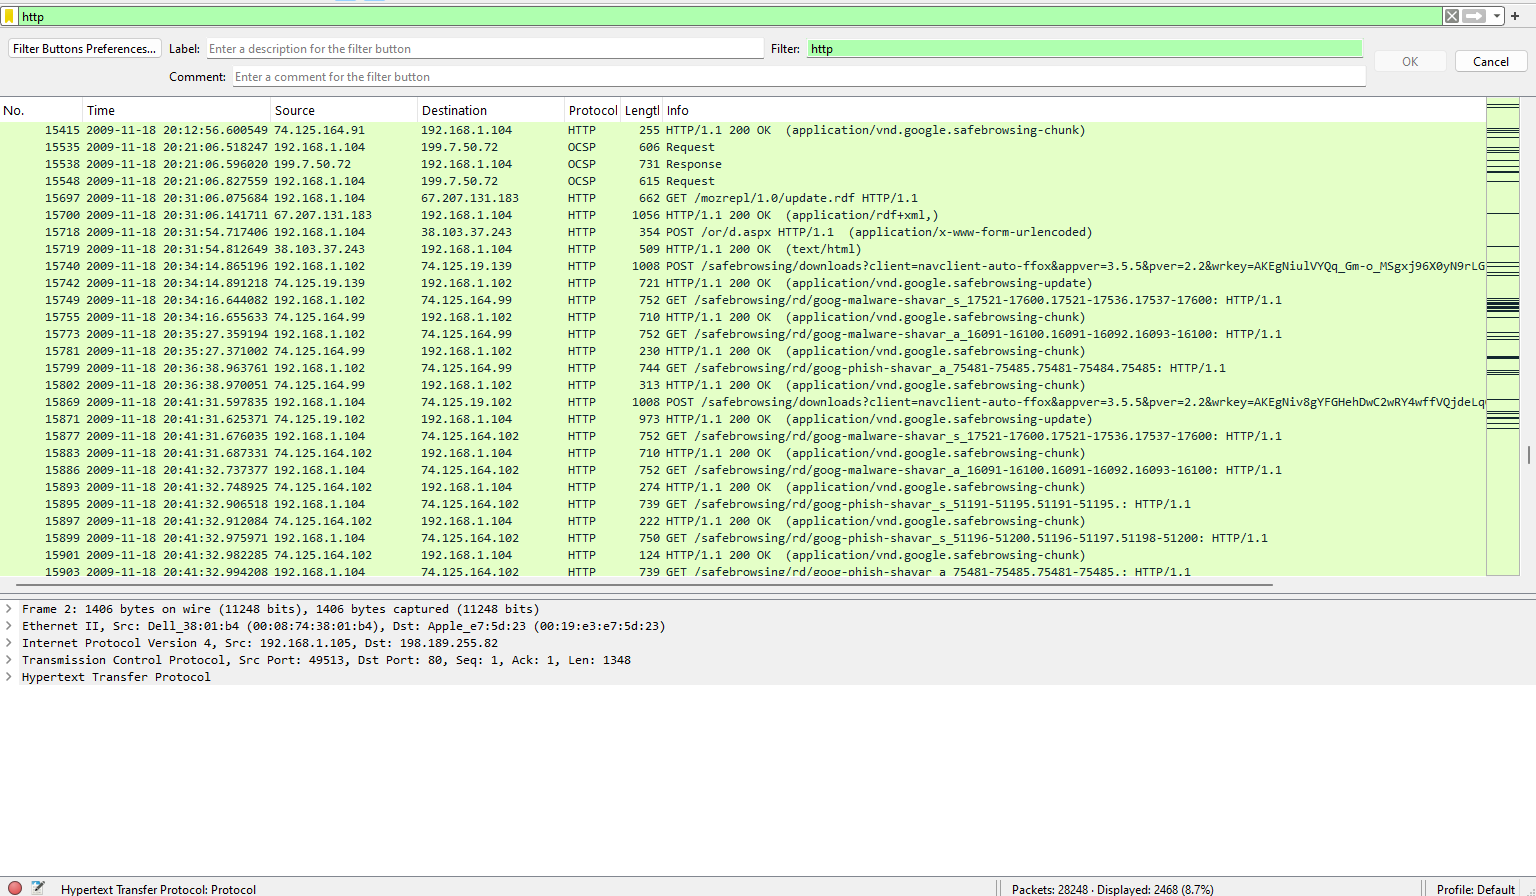 http
Filter Buttons Preferences... Label: Enter a description for the filter button Filter: http OK Cancel
Comment: Enter a comment for the filter button
No. Time Source Destination Protocol Lengtl Info
15415 2009-11-18 20:12:56.600549 74.125.164.91 192.168.1.104 HTTP 255 HTTP/1.1 200 OK (application/vnd.google.safebrowsing-chunk)
15535 2009-11-18 20:21:06.518247 192.168.1.104 199.7.50.72 OCSP 606 Request
15538 2009-11-18 20:21:06.596020 199.7.50.72 192.168.1.104 OCSP 731 Response
15548 2009-11-18 20:21:06.827559 192.168.1.104 199.7.50.72 OCSP 615 Request
15697 2009-11-18 20:31:06.075684 192.168.1.104 67.207.131.183 HTTP 662 GET /mozrepl/1.0/update.rdf HTTP/1.1
15700 2009-11-18 20:31:06.141711 67.207.131.183 192.168.1.104 HTTP 1056 HTTP/1.1 200 OK (application/rdf+xml,)
15718 2009-11-18 20:31:54.717406 192.168.1.104 38.103.37.243 HTTP 354 POST /or/d.aspx HTTP/1.1 (application/x-www-form-urlencoded)
15719 2009-11-18 20:31:54.812649 38.103.37.243 192.168.1.104 HTTP 509 HTTP/1.1 200 OK (text/html)
15740 2009-11-18 20:34:14.865196 192.168.1.102 74.125.19.139 HTTP 1008 POST /safebrowsing/downloads?client=navclient-auto-ffox&appver=3.5.5&pver=2.2&wrkey=AKEgNiulVYQq_Gm-o_MSgxj96X0yN9rLG
15742 2009-11-18 20:34:14.891218 74.125.19.139 192.168.1.102 HTTP 721 HTTP/1.1 200 OK (application/vnd.google.safebrowsing-update)
15749 2009-11-18 20:34:16.644082 192.168.1.102 74.125.164.99 HTTP 752 GET /safebrowsing/rd/goog-malware-shavar_s_17521-17600.17521-17536.17537-17600: HTTP/1.1
15755 2009-11-18 20:34:16.655633 74.125.164.99 192.168.1.102 HTTP 710 HTTP/1.1 200 OK (application/vnd.google.safebrowsing-chunk)
15773 2009-11-18 20:35:27.359194 192.168.1.102 74.125.164.99 HTTP 752 GET /safebrowsing/rd/goog-malware-shavar_a_16091-16100.16091-16092.16093-16100: HTTP/1.1
15781 2009-11-18 20:35:27.371002 74.125.164.99 192.168.1.102 HTTP 230 HTTP/1.1 200 OK (application/vnd.google.safebrowsing-chunk)
15799 2009-11-18 20:36:38.963761 192.168.1.102 74.125.164.99 HTTP 744 GET /safebrowsing/rd/goog-phish-shavar_a_75481-75485.75481-75484.75485: HTTP/1.1
15802 2009-11-18 20:36:38.970051 74.125.164.99 192.168.1.102 HTTP 313 HTTP/1.1 200 OK (application/vnd.google.safebrowsing-chunk)
15869 2009-11-18 20:41:31.597835 192.168.1.104 74.125.19.102 HTTP 1008 POST /safebrowsing/downloads?client=navclient-auto-ffox&appver=3.5.5&pver=2.2&wrkey=AKEgNiv8gYFGHehDwC2wRY4wffVQjdeLq
15871 2009-11-18 20:41:31.625371 74.125.19.102 192.168.1.104 HTTP 973 HTTP/1.1 200 OK (application/vnd.google.safebrowsing-update)
15877 2009-11-18 20:41:31.676035 192.168.1.104 74.125.164.102 HTTP 752 GET /safebrowsing/rd/goog-malware-shavar_s_17521-17600.17521-17536.17537-17600: HTTP/1.1
15883 2009-11-18 20:41:31.687331 74.125.164.102 192.168.1.104 HTTP 710 HTTP/1.1 200 OK (application/vnd.google.safebrowsing-chunk)
15886 2009-11-18 20:41:32.737377 192.168.1.104 74.125.164.102 HTTP 752 GET /safebrowsing/rd/goog-malware-shavar_a_16091-16100.16091-16092.16093-16100: HTTP/1.1
15893 2009-11-18 20:41:32.748925 74.125.164.102 192.168.1.104 HTTP 274 HTTP/1.1 200 OK (application/vnd.google.safebrowsing-chunk)
15895 2009-11-18 20:41:32.906518 192.168.1.104 74.125.164.102 HTTP 739 GET /safebrowsing/rd/goog-phish-shavar_s_51191-51195.51191-51195.: HTTP/1.1
15897 2009-11-18 20:41:32.912084 74.125.164.102 192.168.1.104 HTTP 222 HTTP/1.1 200 OK (application/vnd.google.safebrowsing-chunk)
15899 2009-11-18 20:41:32.975971 192.168.1.104 74.125.164.102 HTTP 750 GET /safebrowsing/rd/goog-phish-shavar_s_51196-51200.51196-51197.51198-51200: HTTP/1.1
15901 2009-11-18 20:41:32.982285 74.125.164.102 192.168.1.104 HTTP 124 HTTP/1.1 200 OK (application/vnd.google.safebrowsing-chunk)
15903 2009-11-18 20:41:32.994208 192.168.1.104 74.125.164.102 HTTP 739 GET /safebrowsing/rd/goog-phish-shavar_a_75481-75485.75481-75485.: HTTP/1.1
Frame 2: 1406 bytes on wire (11248 bits), 1406 bytes captured (11248 bits)
Ethernet II, Src: Dell_38:01:b4 (00:08:74:38:01:b4), Dst: Apple_e7:5d:23 (00:19:e3:e7:5d:23)
Internet Protocol Version 4, Src: 192.168.1.105, Dst: 198.189.255.82
Transmission Control Protocol, Src Port: 49513, Dst Port: 80, Seq: 1, Ack: 1, Len: 1348
Hypertext Transfer Protocol
Hypertext Transfer Protocol: Protocol Packets: 28248 · Displayed: 2468 (8.7%) Profile: Default